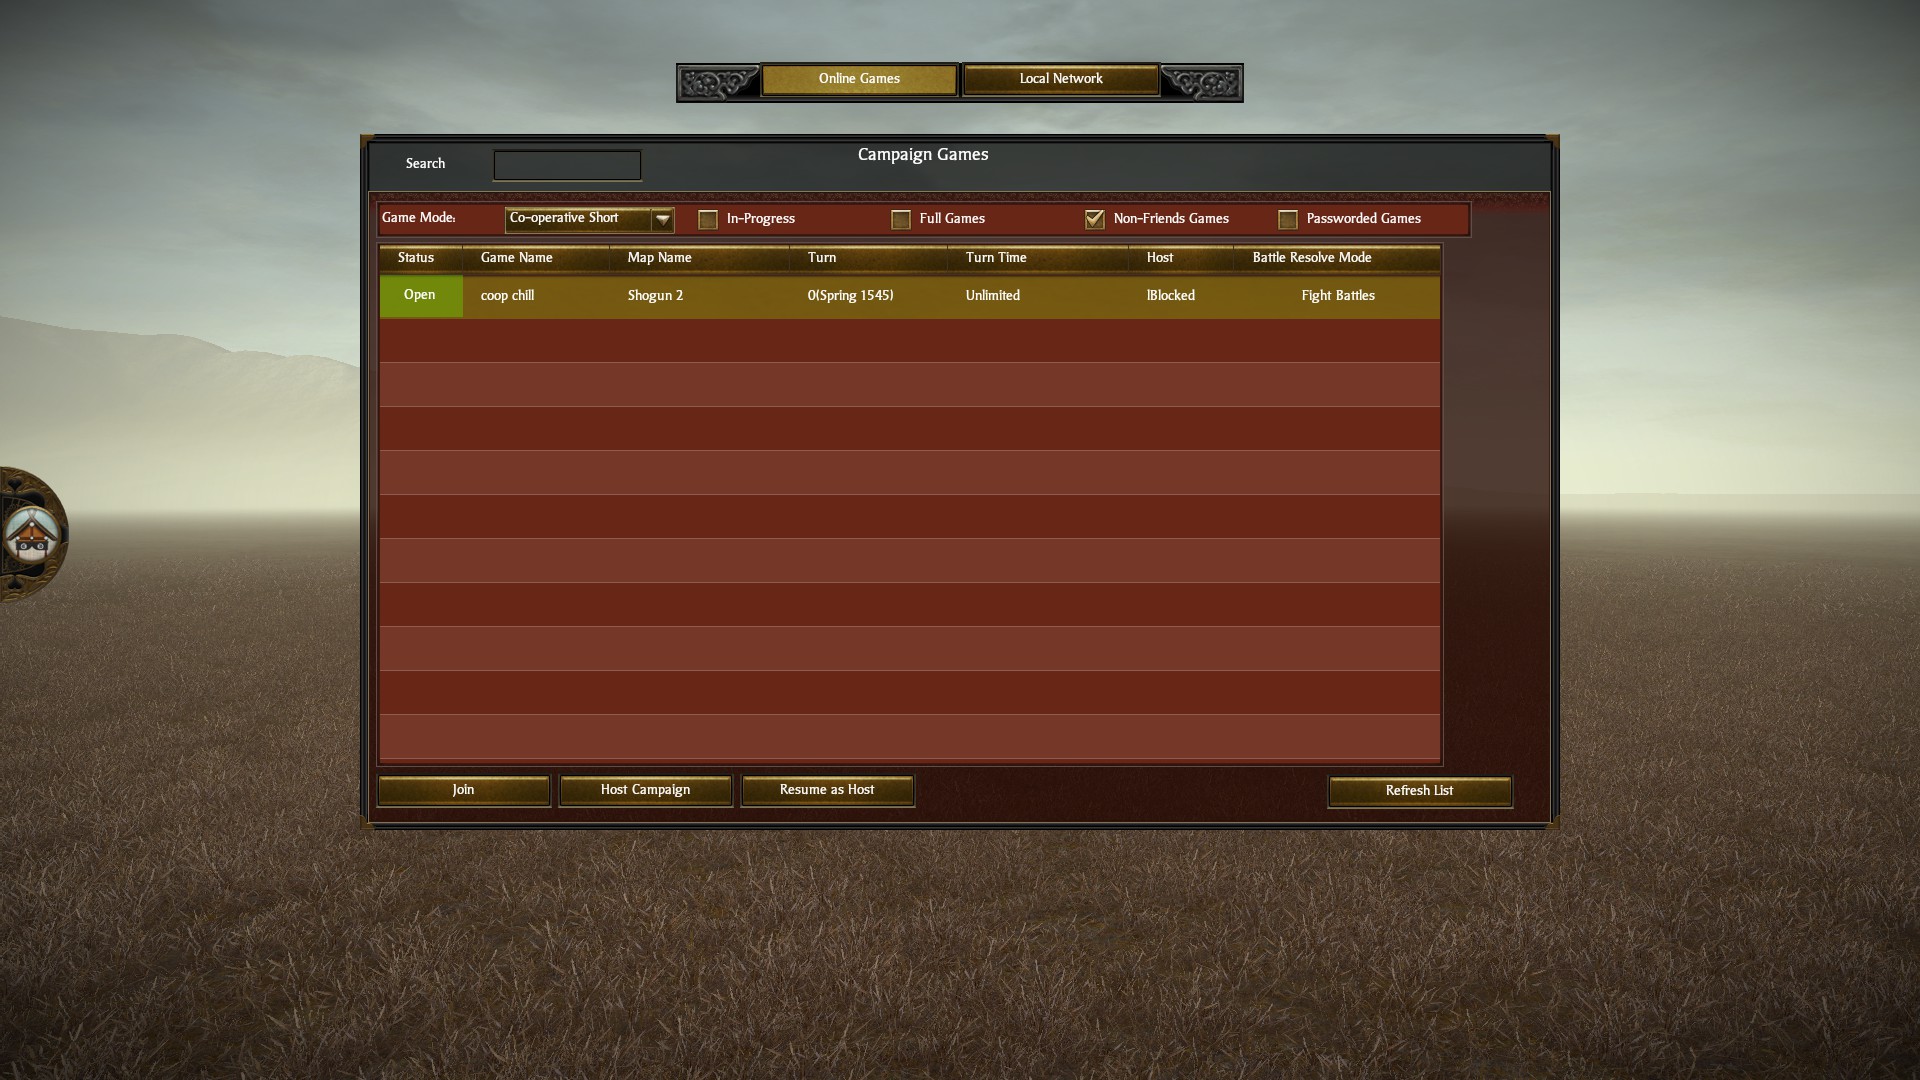 Online Games
Local Network
Search
Campaign Games
Game Mode:
Co-operative Short
In-Progress
Full Games
Non-Friends Games
Passworded Games
Status
Game Name
Map Name
Turn
Turn Time
Host
Battle Resolve Mode
Open
coop chill
Shogun 2
0(Spring 1545)
Unlimited
lBlocked
Fight Battles
Join
Host Campaign
Resume as Host
Refresh List